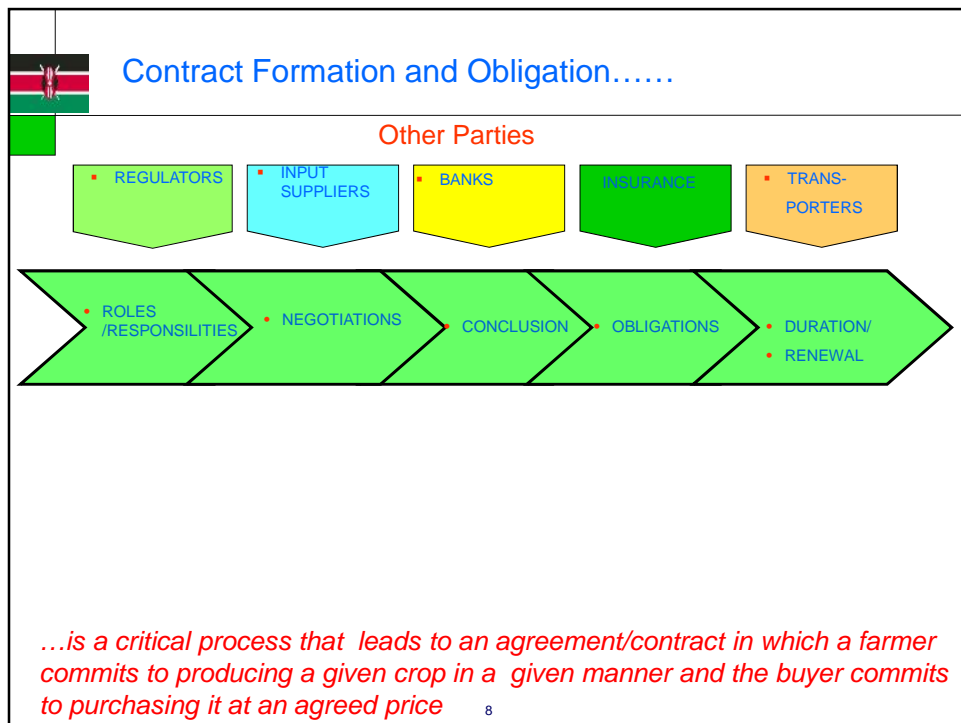 Contract Formation and Obligation……
Other Parties
▪ REGULATORS
▪ INPUT
SUPPLIERS
▪ BANKS
INSURANCE
▪ TRANS-
PORTERS
• ROLES
/RESPONSILITIES
• NEGOTIATIONS
• CONCLUSION
• OBLIGATIONS
• DURATION/
• RENEWAL
…is a critical process that leads to an agreement/contract in which a farmer
commits to producing a given crop in a given manner and the buyer commits
to purchasing it at an agreed price
8